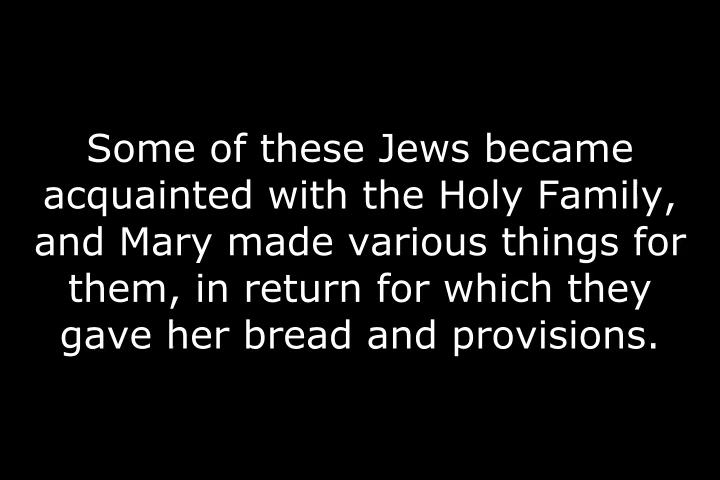 Some of these Jews became
acquainted with the Holy Family,
and Mary made various things for
them, in return for which they
gave her bread and provisions.